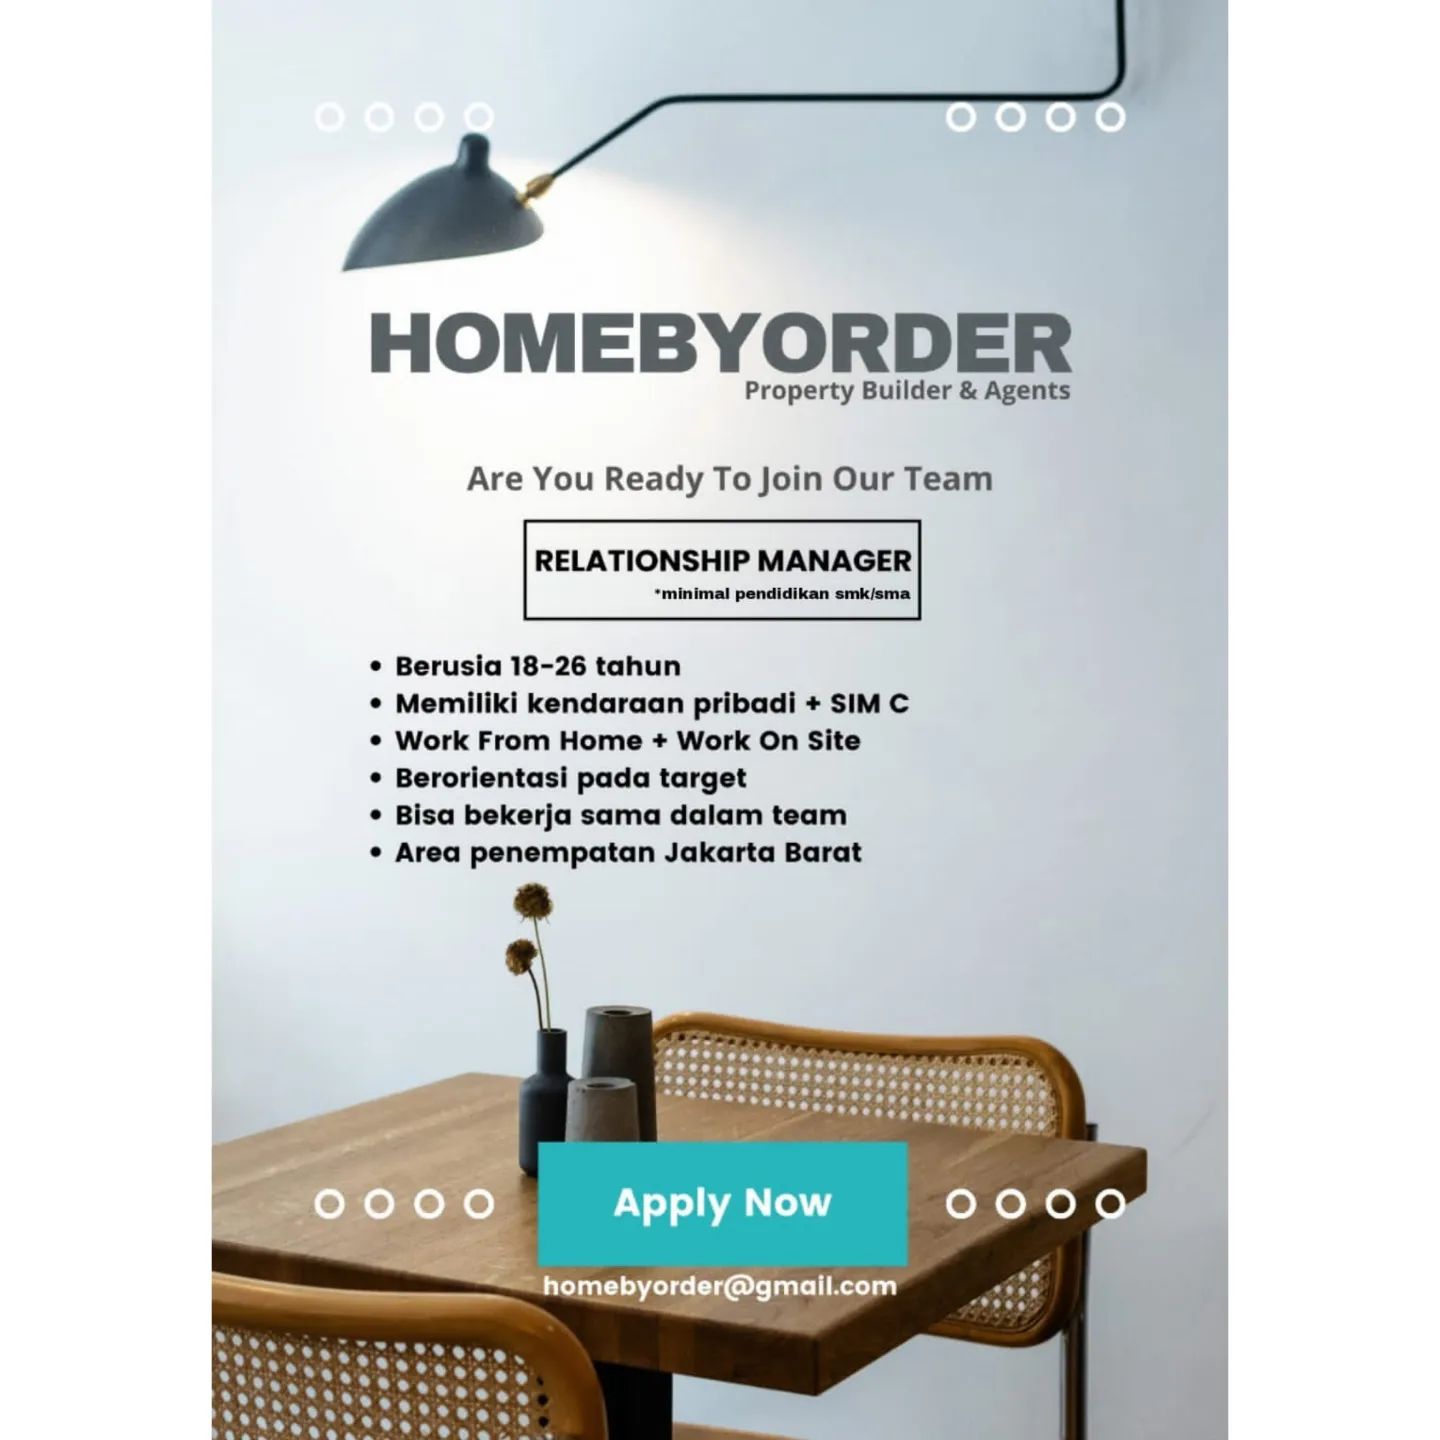 HOMEBYORDER
Property Builder & Agents
Are You Ready To Join Our Team
RELATIONSHIP MANAGER
*minimal pendidikan smk/sma
• Berusia 18-26 tahun
• Memiliki kendaraan pribadi + SIM C
• Work From Home + Work On Site
• Berorientasi pada target
• Bisa bekerja sama dalam team
• Area penempatan Jakarta Barat
Apply Now
homebyorder@gmail.com